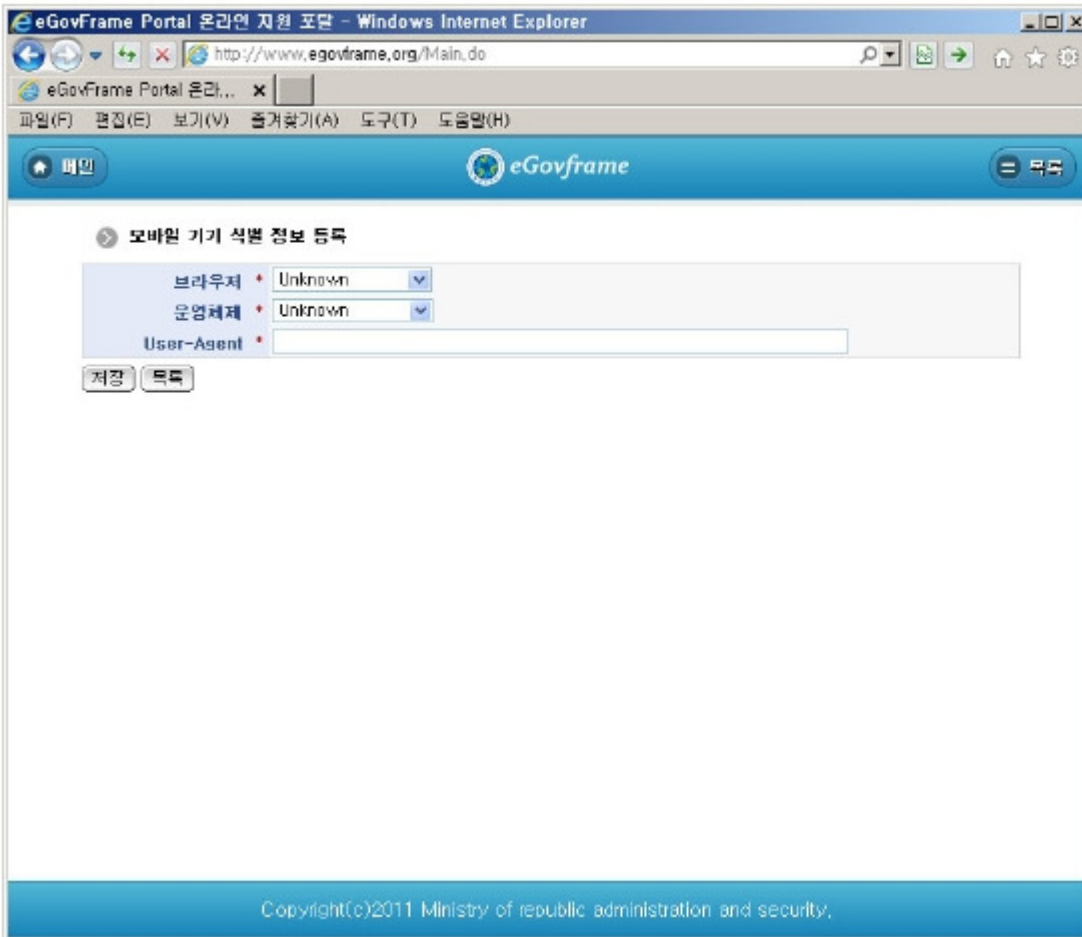 eGovFrame Portal 온라인 지원 포탈 - Windows Internet Explorer
http://www.egovframe.org/Main.do
eGovFrame Portal 온라...
파일(F) 편집(E) 보기(V) 즐겨찾기(A) 도구(T) 도움말(H)
메인 eGovframe 목록
모바일 기기 식별 정보 등록
브라우저 * Unknown
운영체제 * Unknown
User-Agent *
저장 목록
Copyright(c)2011 Ministry of republic administration and security.